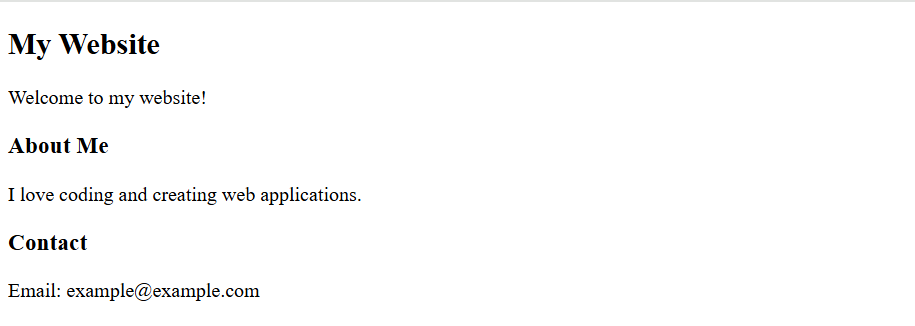 My Website
Welcome to my website!
About Me
I love coding and creating web applications.
Contact
Email: example@example.com